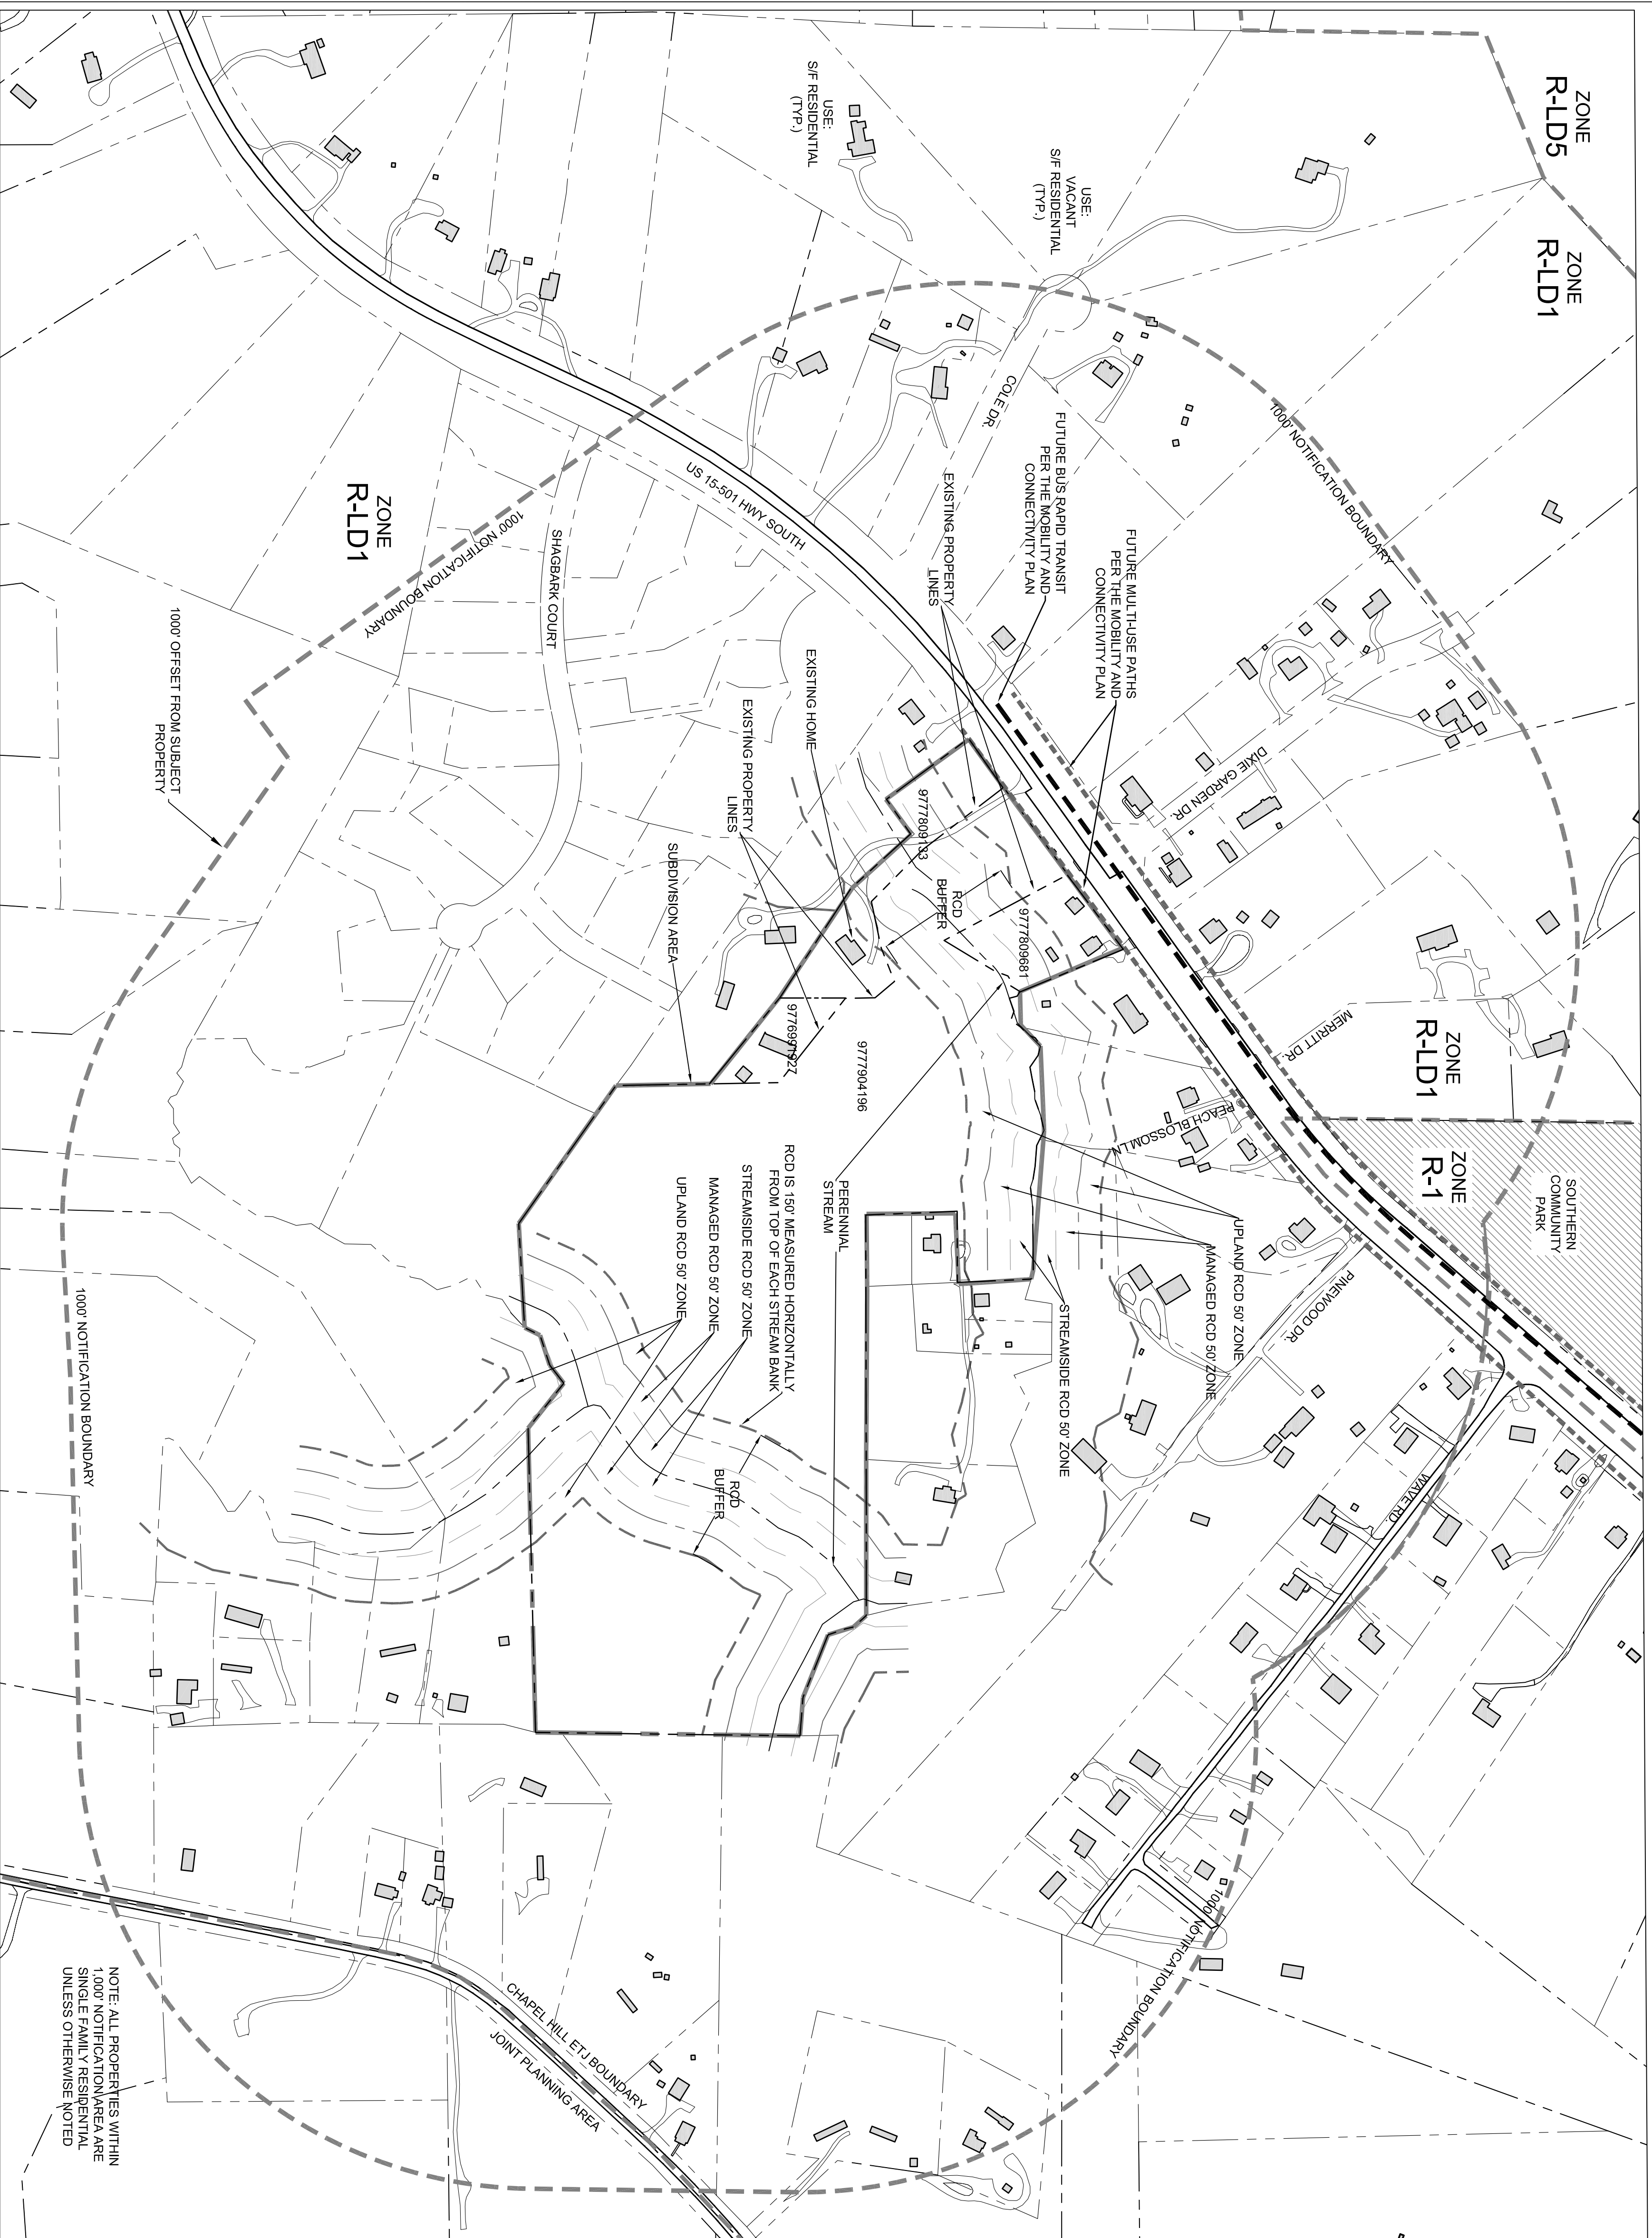 ZONE
R-LD5
ZONE
R-LD1
USE:
S/F RESIDENTIAL
(TYP.)
USE:
VACANT
S/F RESIDENTIAL
(TYP.)
1000' NOTIFICATION BOUNDARY
COLE DR.
FUTURE BUS RAPID TRANSIT
PER THE MOBILITY AND
CONNECTIVITY PLAN
FUTURE MULTI-USE PATHS
PER THE MOBILITY AND
CONNECTIVITY PLAN
EXISTING PROPERTY
LINES
US 15-501 HWY SOUTH
ZONE
R-LD1
1000' NOTIFICATION BOUNDARY
SHAGBARK COURT
1000' OFFSET FROM SUBJECT
PROPERTY
EXISTING HOME
EXISTING PROPERTY
LINES
SUBDIVISION AREA
DIXIE GARDEN DR.
9777809133
RCD
BUFFER
9777809681
9776991927
9777904196
MERRITT DR.
ZONE
R-LD1
ZONE
R-1
SOUTHERN
COMMUNITY
PARK
PEACH BLOSSOM LN
PERENNIAL
STREAM
RCD IS 150' MEASURED HORIZONTALLY
FROM TOP OF EACH STREAM BANK
STREAMSIDE RCD 50' ZONE
MANAGED RCD 50' ZONE
UPLAND RCD 50' ZONE
UPLAND RCD 50' ZONE
MANAGED RCD 50' ZONE
STREAMSIDE RCD 50' ZONE
PINEWOOD DR.
1000' NOTIFICATION BOUNDARY
RCD
BUFFER
WAVE RD.
1000' NOTIFICATION BOUNDARY
CHAPEL HILL ETJ BOUNDARY
JOINT PLANNING AREA
NOTE: ALL PROPERTIES WITHIN
1,000' NOTIFICATION AREA ARE
SINGLE FAMILY RESIDENTIAL
UNLESS OTHERWISE NOTED